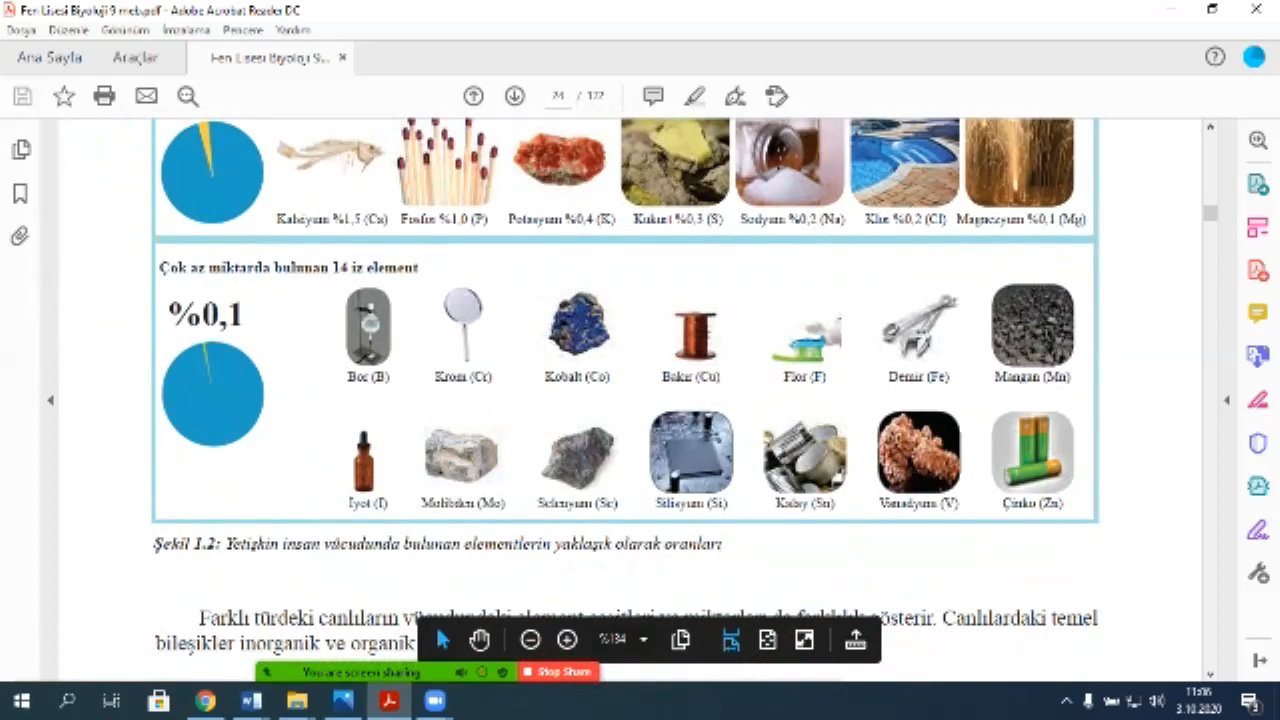 Fen Lisesi Biyoloji 9 meb.pdf - Adobe Acrobat Reader DC
Dosya Düzenle Görünüm İmzalama Pencere Yardım
Ana Sayfa Araçlar Fen Lisesi Biyoloji 9... ×
24 / 122
Kalsiyum %1,5 (Ca) Fosfor %1,0 (P) Potasyum %0,4 (K) Kükürt %0,3 (S) Sodyum %0,2 (Na) Klor %0,2 (Cl) Magnezyum %0,1 (Mg)
Çok az miktarda bulunan 14 iz element
%0,1
Bor (B) Krom (Cr) Kobalt (Co) Bakır (Cu) Flor (F) Demir (Fe) Mangan (Mn)
İyot (I) Molibden (Mo) Selenyum (Se) Silisyum (Si) Kalay (Sn) Vanadyum (V) Çinko (Zn)
Şekil 1.2: Yetişkin insan vücudunda bulunan elementlerin yaklaşık olarak oranları
Farklı türdeki canlıların vücudundaki element çeşitleri ve miktarları da farklılık gösterir. Canlılardaki temel
bileşikler inorganik ve organik
%134
You are screen sharing Stop Share
11:06
3.10.2020